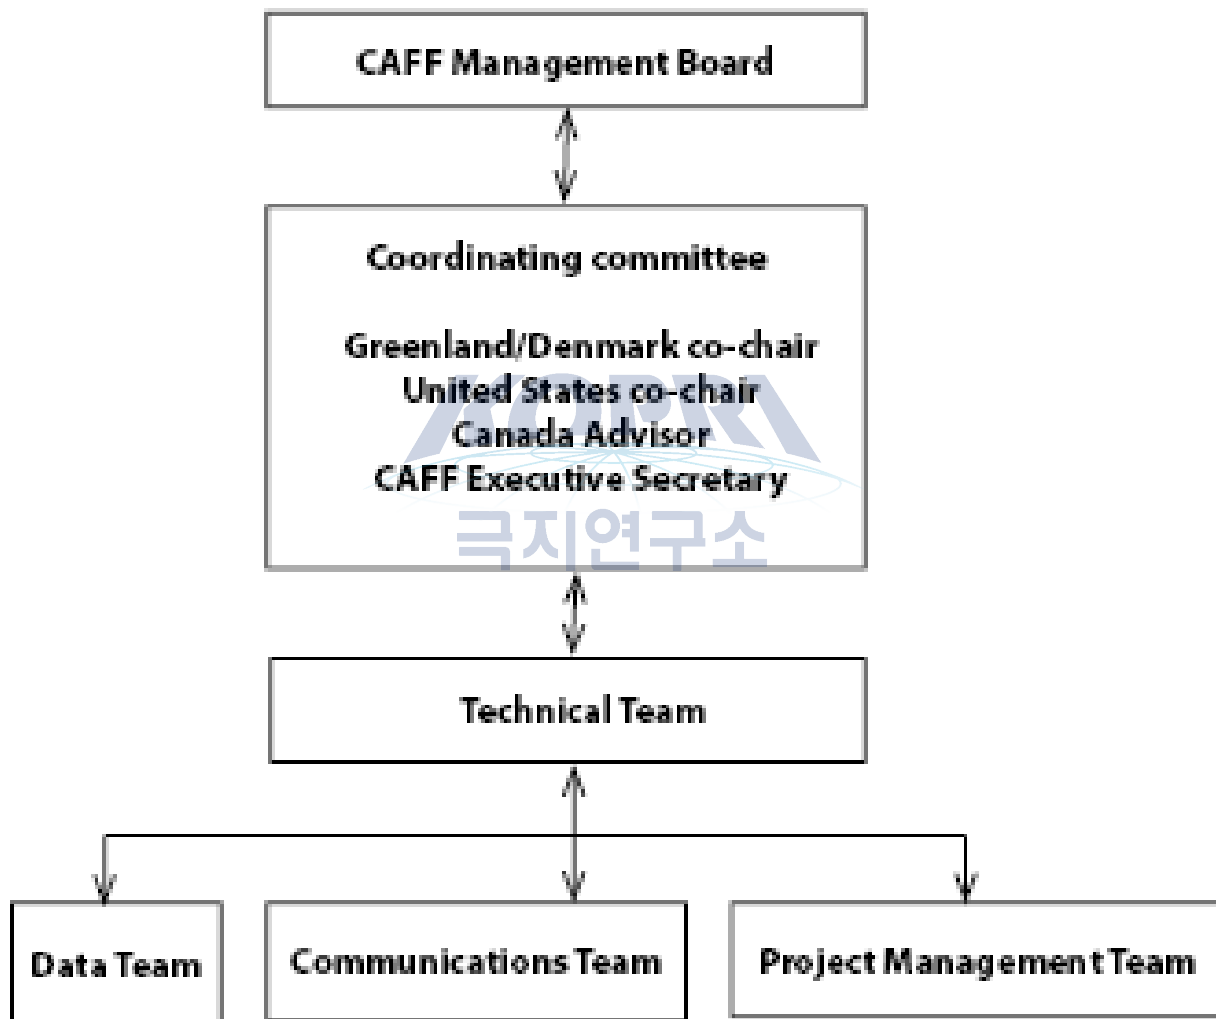 CAFF Management Board
Coordinating committee
Greenland/Denmark co-chair
United States co-chair
Canada Advisor
CAFF Executive Secretary
KOPRI
극지연구소
Technical Team
Data Team
Communications Team
Project Management Team